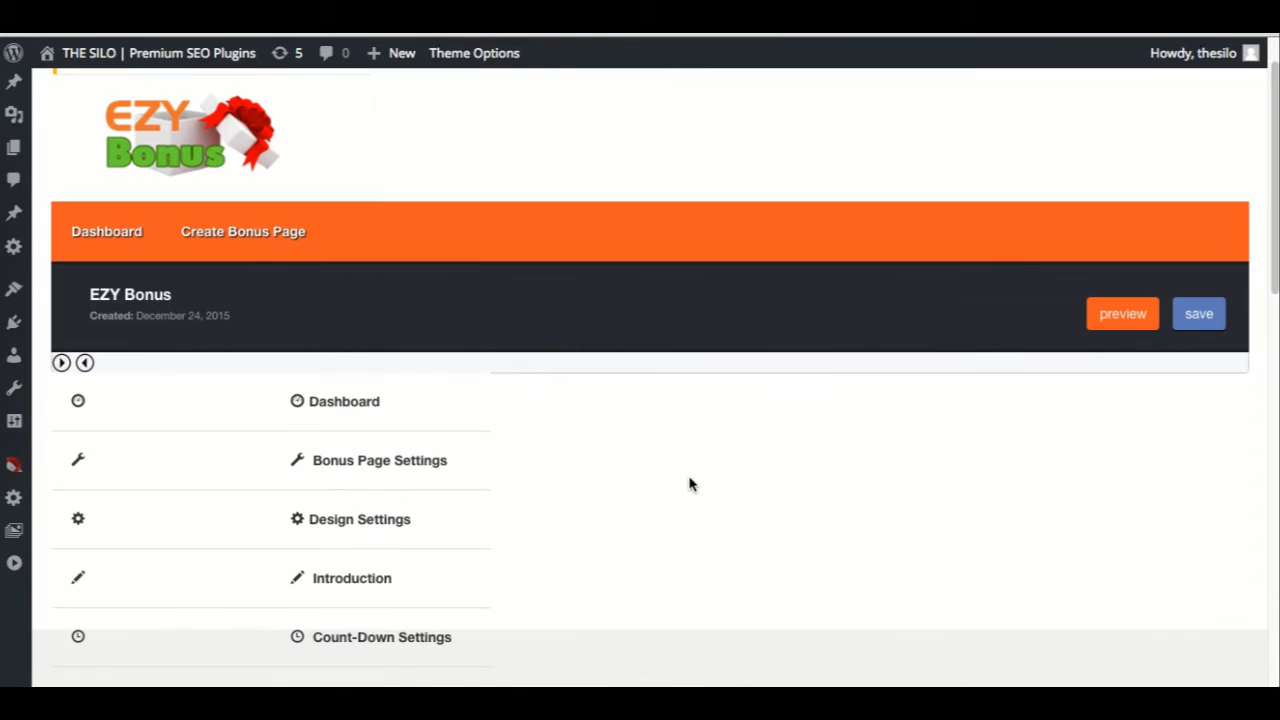 THE SILO | Premium SEO Plugins 5 0 New Theme Options Howdy, thesilo
EZY
Bonus
Dashboard Create Bonus Page
EZY Bonus
Created: December 24, 2015
preview save
Dashboard
Bonus Page Settings
Design Settings
Introduction
Count-Down Settings